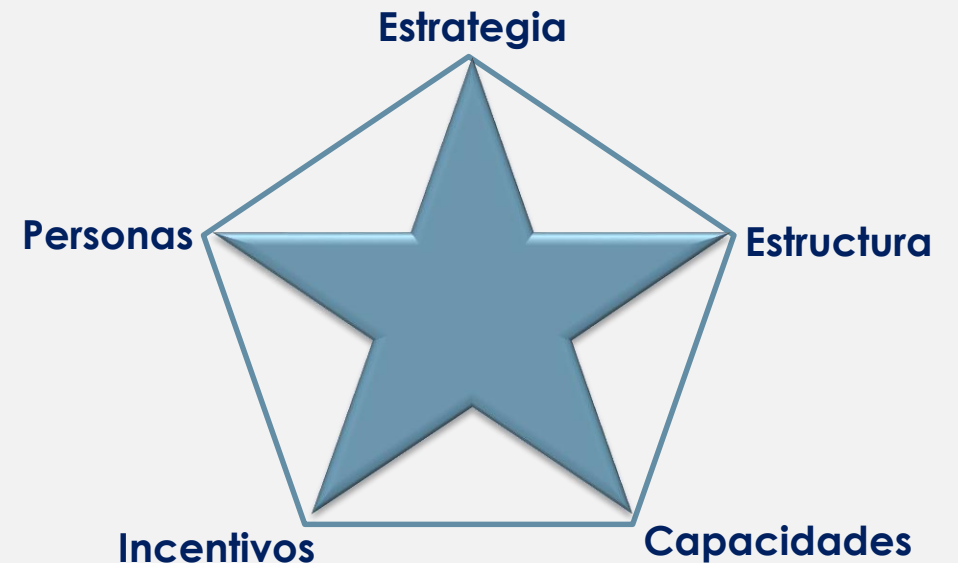 Estrategia
Personas
Estructura
Incentivos
Capacidades